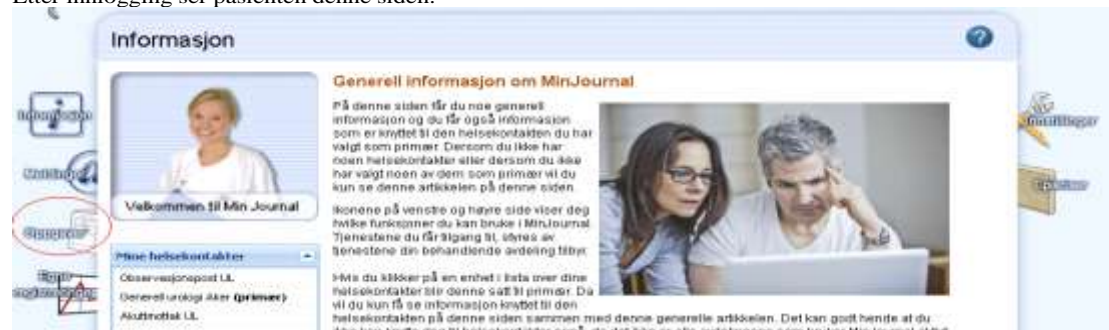 Etter innlogging ser pasienten denne siden.
Informasjon
Generell informasjon om MinJournal
På denne siden får du noe generell
informasjon og du får også informasjon
som er knyttet til den helsekontakten du har
valgt som primær. Dersom du ikke har
noen helsekontakter eller dersom du ikke
har valgt noen av dem som primær vil du
kun se denne artikkelen på denne siden.
Ikonene på venstre og høyre side viser deg
hvilke funksjoner du kan bruke i MinJournal.
Tjenestene du får tilgang til, styres av
tjenestene din behandlende avdeling tilbyr.
Hvis du klikker på en enhet i lista over dine
helsekontakter blir denne satt til primær. Da
vil du kun få se informasjon knyttet til den
helsekontakten på denne siden sammen med denne generelle artikkelen. Det kan godt hende at du
Velkommen til Min Journal
Mine helsekontakter
Observasjonspost UL
Generell urologi Aker (primær)
Akuttmottak UL
Informasjon
Innstillinger